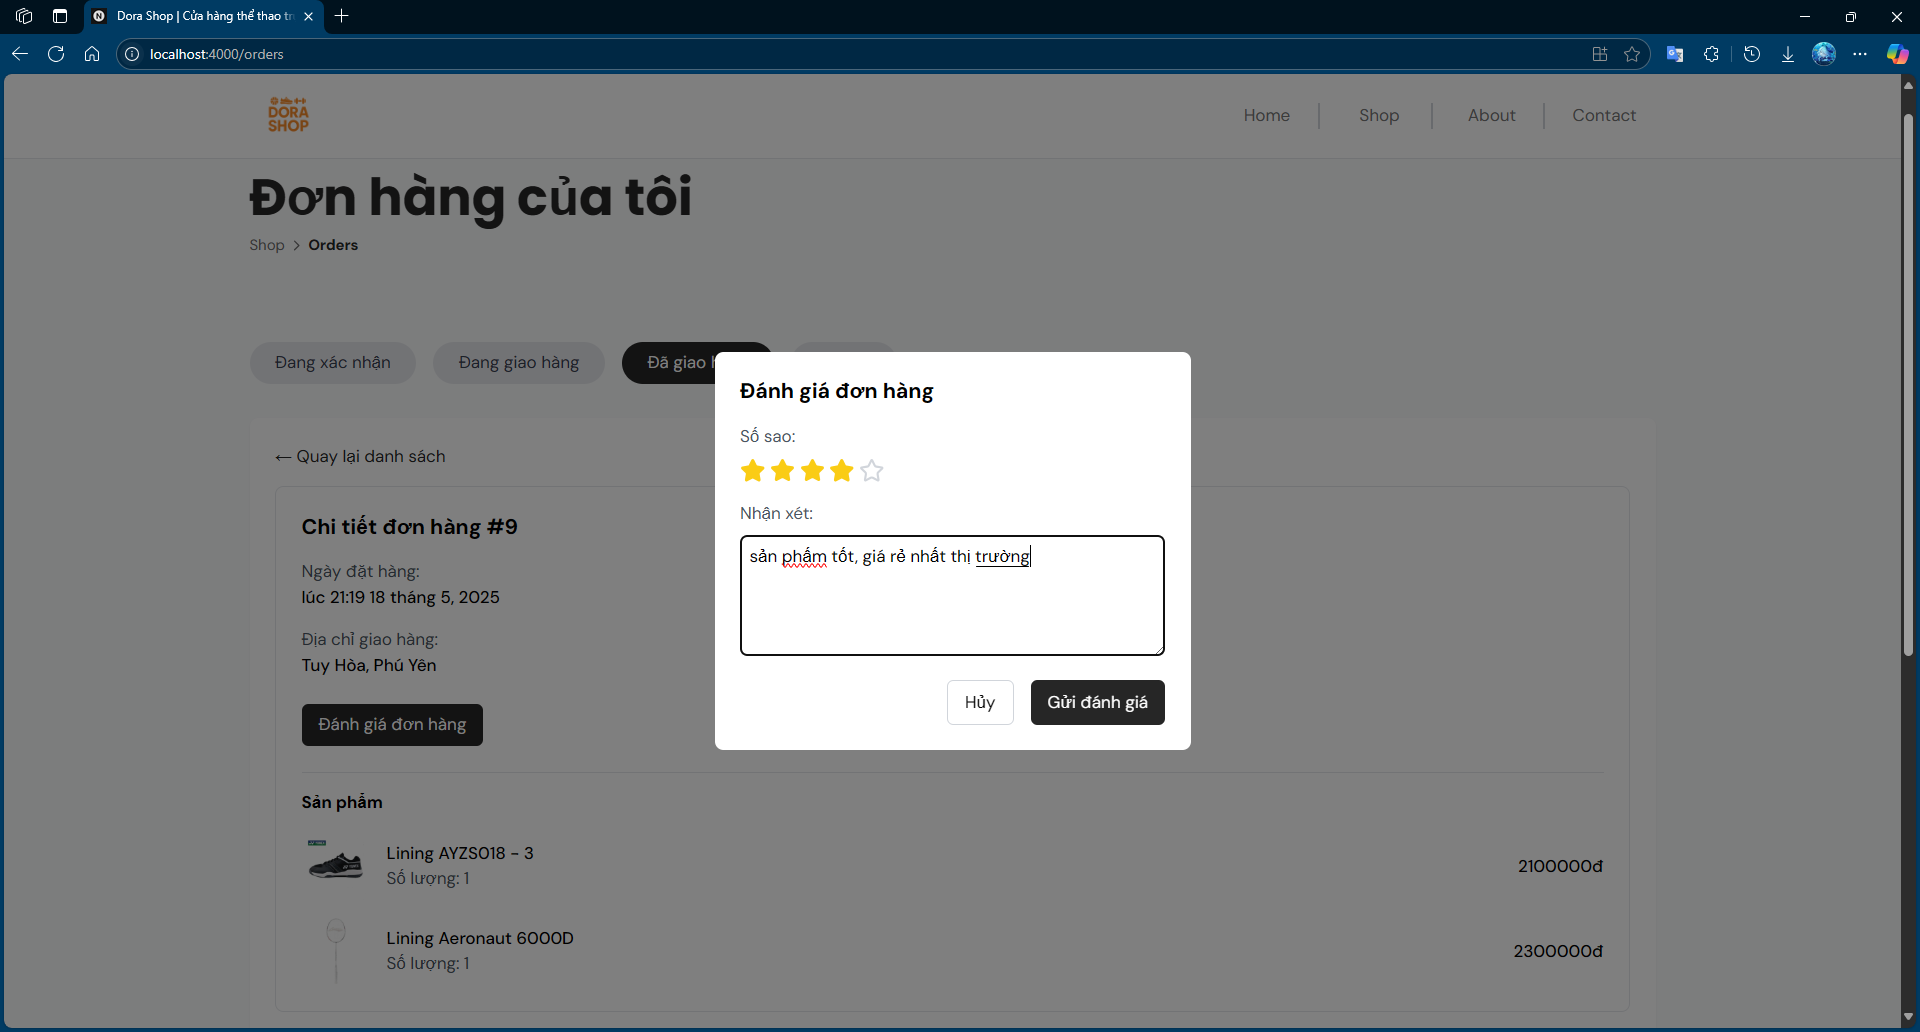 Dora Shop | Cửa hàng thể thao tr
localhost:4000/orders
DORA
SHOP
Home
Shop
About
Contact
Đơn hàng của tôi
Shop > Orders
Đang xác nhận
Đang giao hàng
Đã giao h
Đánh giá đơn hàng
Số sao:
Nhận xét:
sản phấm tốt, giá rẻ nhất thị trường
Hủy
Gửi đánh giá
← Quay lại danh sách
Chi tiết đơn hàng #9
Ngày đặt hàng:
lúc 21:19 18 tháng 5, 2025
Địa chỉ giao hàng:
Tuy Hòa, Phú Yên
Đánh giá đơn hàng
Sản phẩm
Lining AYZS018 - 3
Số lượng: 1
2100000đ
Lining Aeronaut 6000D
Số lượng: 1
2300000đ